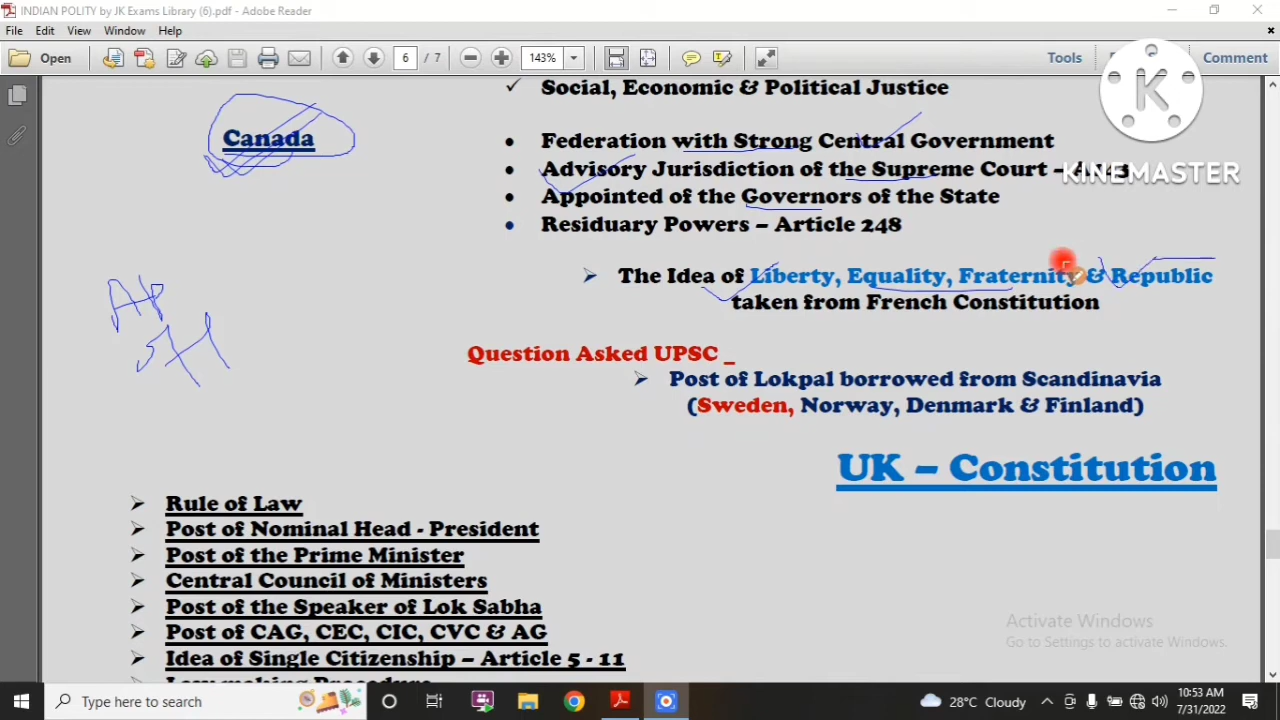 INDIAN POLITY by JK Exams Library (6).pdf - Adobe Reader
File Edit View Window Help
Open 6 / 7 143% Tools Comment
K
KINEMASTER
✓ Social, Economic & Political Justice
Canada
• Federation with Strong Central Government
• Advisory Jurisdiction of the Supreme Court –
• Appointed of the Governors of the State
• Residuary Powers – Article 248
➢ The Idea of Liberty, Equality, Fraternity & Republic
taken from French Constitution
Question Asked UPSC _
➢ Post of Lokpal borrowed from Scandinavia
(Sweden, Norway, Denmark & Finland)
UK – Constitution
➢ Rule of Law
➢ Post of Nominal Head - President
➢ Post of the Prime Minister
➢ Central Council of Ministers
➢ Post of the Speaker of Lok Sabha
➢ Post of CAG, CEC, CIC, CVC & AG
➢ Idea of Single Citizenship – Article 5 - 11
Activate Windows
Go to Settings to activate Windows.
Type here to search
28°C Cloudy
10:53 AM
7/31/2022